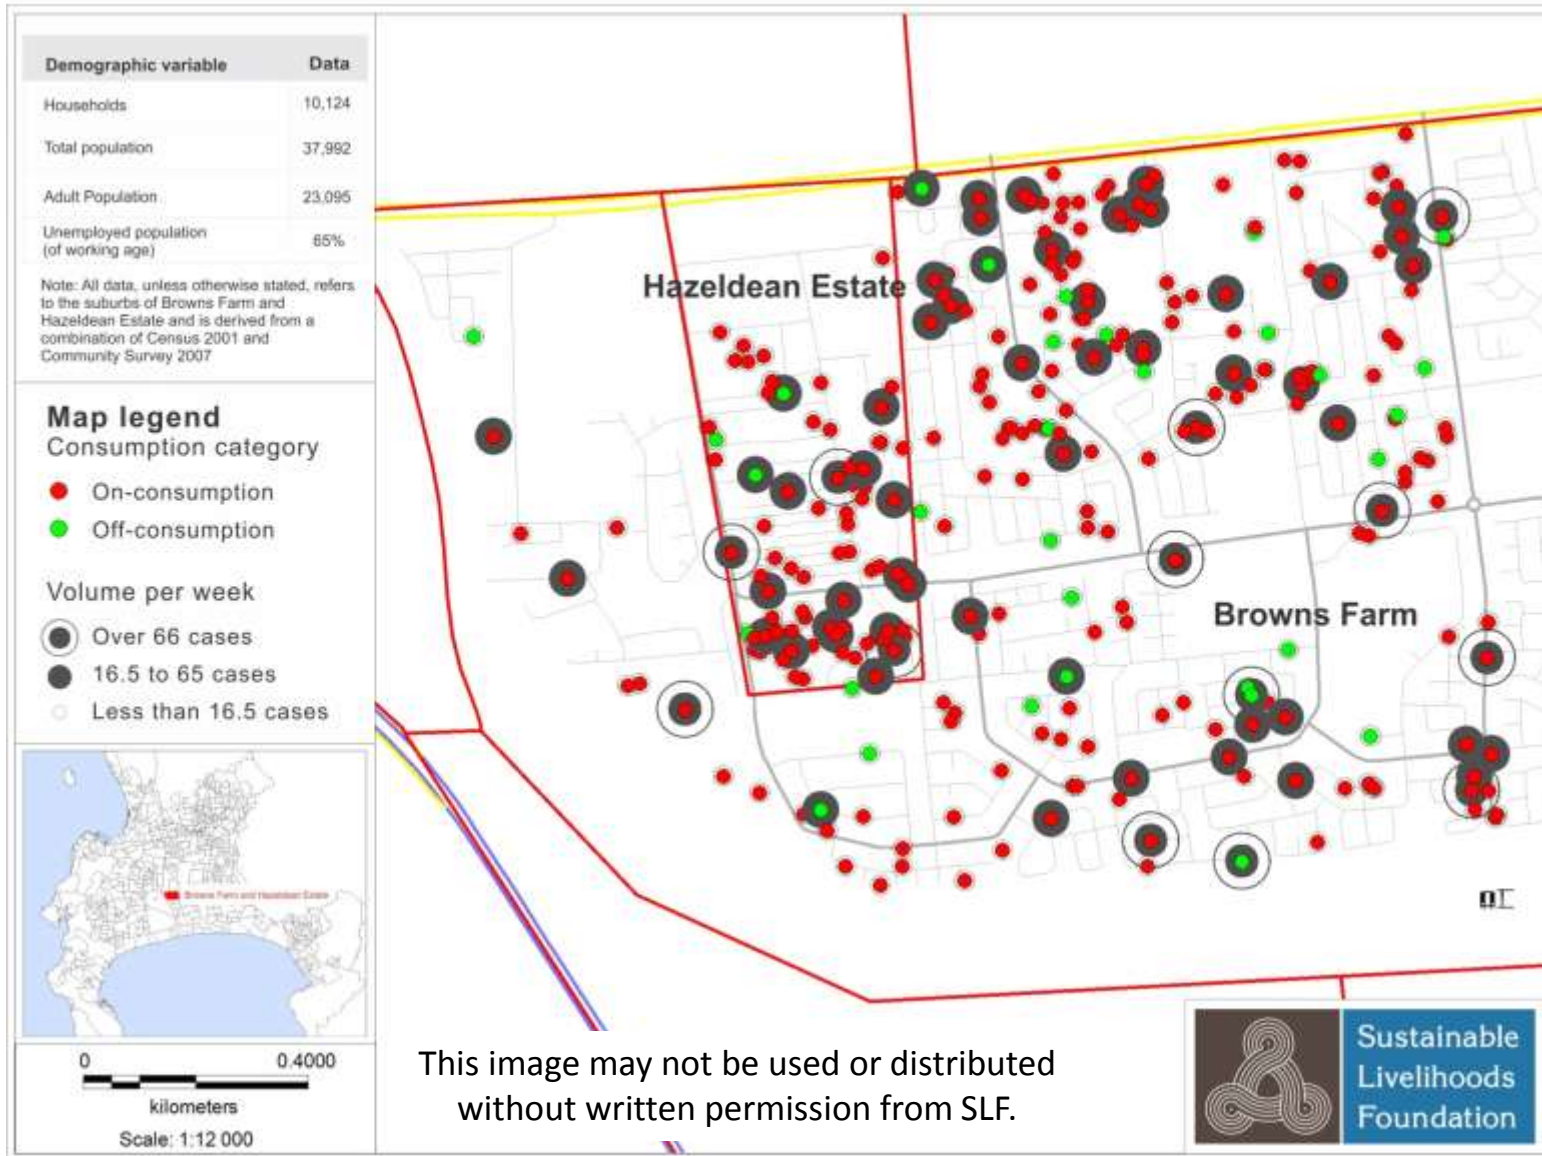 Demographic variable Data
Households 10,124
Total population 37,992
Adult Population 23,095
Unemployed population
(of working age) 65%
Note: All data, unless otherwise stated, refers
to the suburbs of Browns Farm and
Hazeldean Estate and is derived from a
combination of Census 2001 and
Community Survey 2007
Map legend
Consumption category
On-consumption
Off-consumption
Volume per week
Over 66 cases
16.5 to 65 cases
Less than 16.5 cases
Browns Farm and Hazeldean Estate
0 0.4000
kilometers
Scale: 1:12 000
Hazeldean Estate
Browns Farm
This image may not be used or distributed
without written permission from SLF.
Sustainable
Livelihoods
Foundation